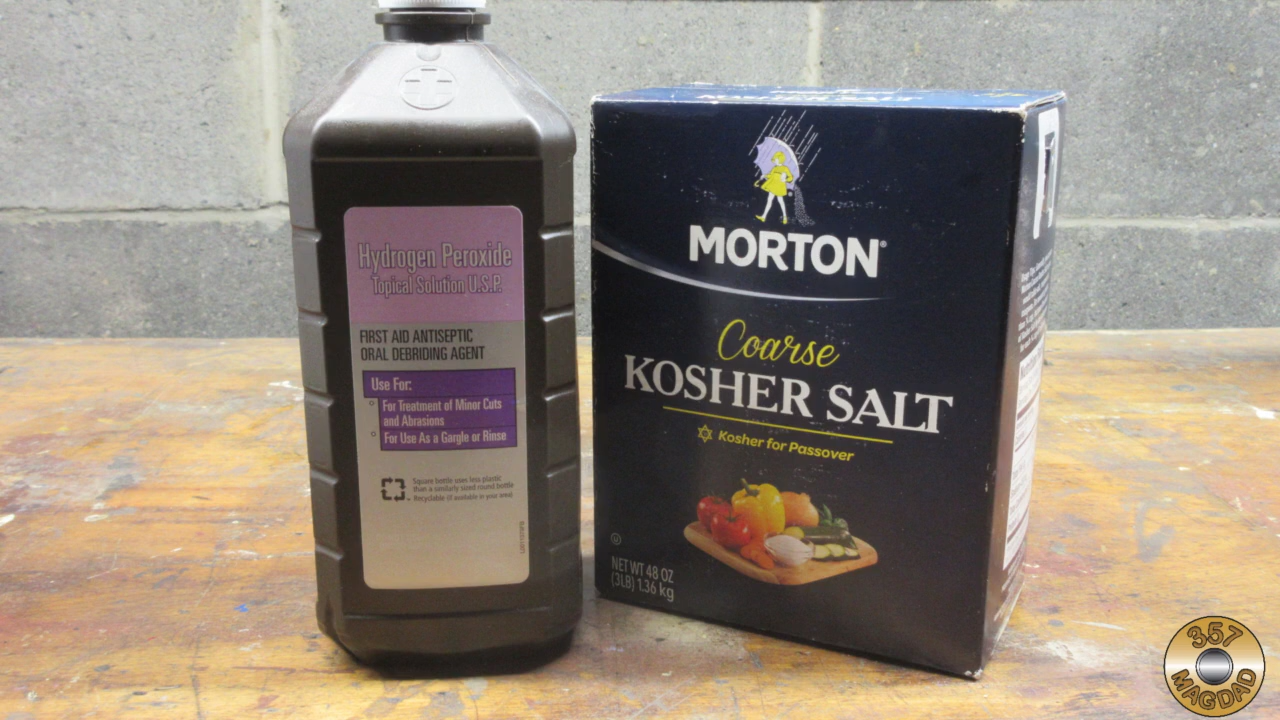 Hydrogen Peroxide
Topical Solution U.S.P.
FIRST AID ANTISEPTIC
ORAL DEBRIDING AGENT
Use For:
For Treatment of Minor Cuts
and Abrasions
For Use As a Gargle or Rinse
Square bottle uses less plastic
than a similarly sized round bottle
Recyclable (if available in your area)
KOSHER SALT
MORTON®
Coarse
KOSHER SALT
Kosher for Passover
NET WT 48 OZ
(3LB) 1.36 kg
357
MAGDAD